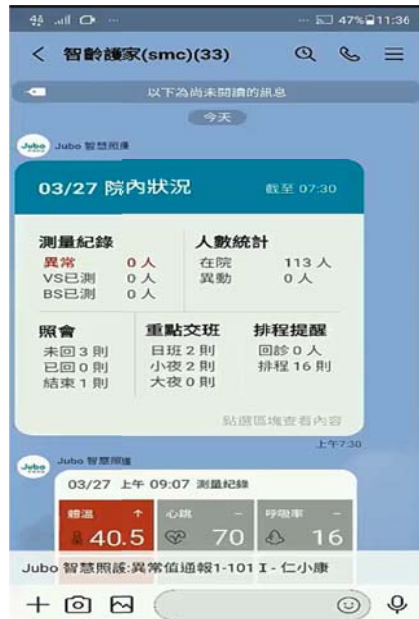 47% 11:36
智齡護家(smc)(33)
以下為尚未閱讀的訊息
今天
Jubo 智慧照護
03/27 院內狀況 截至 07:30
測量紀錄 人數統計
異常 0 人 在院 113 人
VS已測 0 人 異動 0 人
BS已測 0 人
照會 重點交班 排程提醒
未回 3 則 日班 2 則 回診 0 人
已回 0 則 小夜 2 則 排程 16 則
結束 1 則 大夜 0 則
點選區塊查看內容
上午7:30
Jubo 智慧照護
03/27 上午 09:07 測量紀錄
體溫 ↑ 心跳 – 呼吸率 –
40.5 70 16
Jubo 智慧照護:異常值通報1-101 I - 仁小康